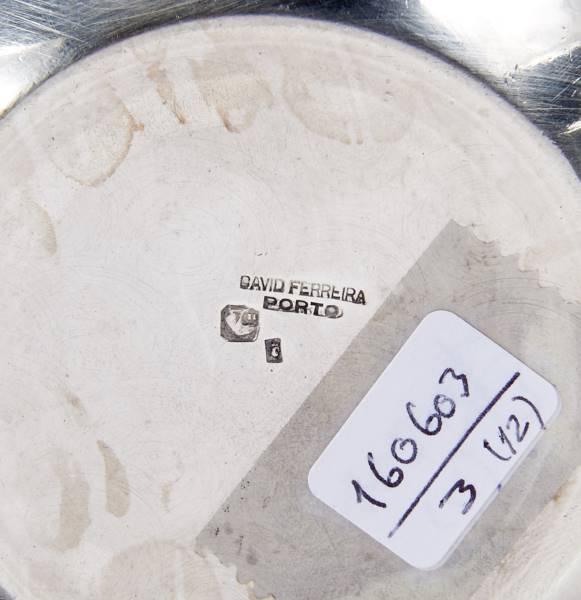 DAVID FERREIRA
PORTO
160603
3 (12)